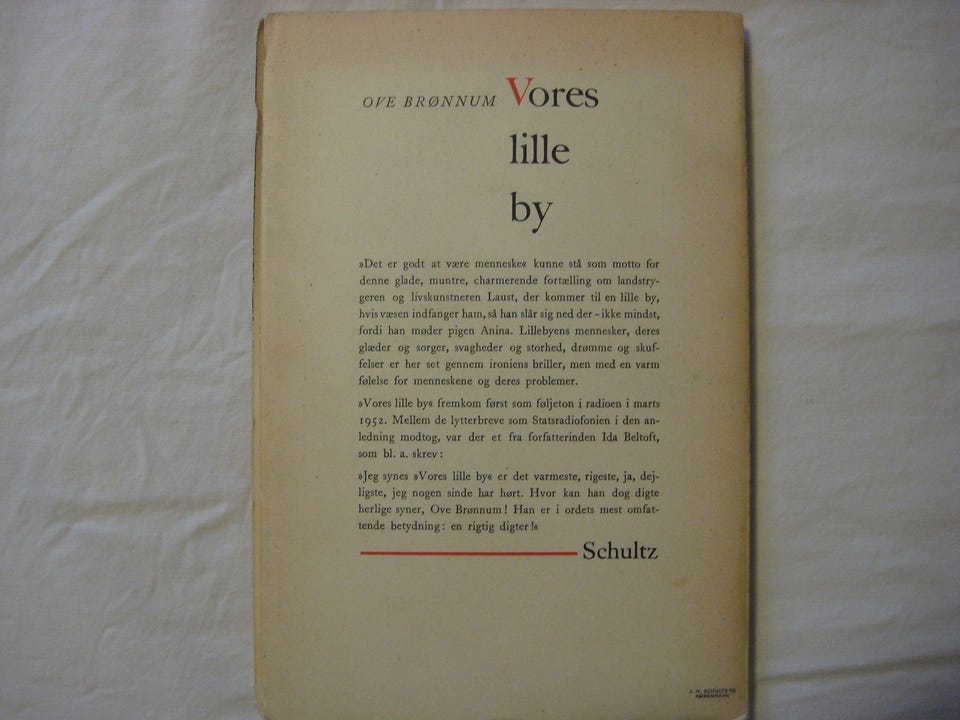 OVE BRØNNUM Vores
lille
by
»Det er godt at være menneske« kunne stå som motto for
denne glade, muntre, charmerende fortælling om landstry-
geren og livskunstneren Laust, der kommer til en lille by,
hvis væsen indfanger ham, så han slår sig ned der – ikke mindst,
fordi han møder pigen Anina. Lillebyens mennesker, deres
glæder og sorger, svagheder og storhed, drømme og skuf-
felser er her set gennem ironiens briller, men med en varm
følelse for menneskene og deres problemer.
»Vores lille by« fremkom først som føljeton i radioen i marts
1952. Mellem de lytterbreve som Statsradiofonien i den an-
ledning modtog, var der et fra forfatterinden Ida Beltoft,
som bl. a. skrev :
»Jeg synes »Vores lille by« er det varmeste, rigeste, ja, dej-
ligste, jeg nogen sinde har hørt. Hvor kan han dog digte
herlige syner, Ove Brønnum ! Han er i ordets mest omfat-
tende betydning : en rigtig digter !«
Schultz
J. H. SCHULTZ A/S
KØBENHAVN